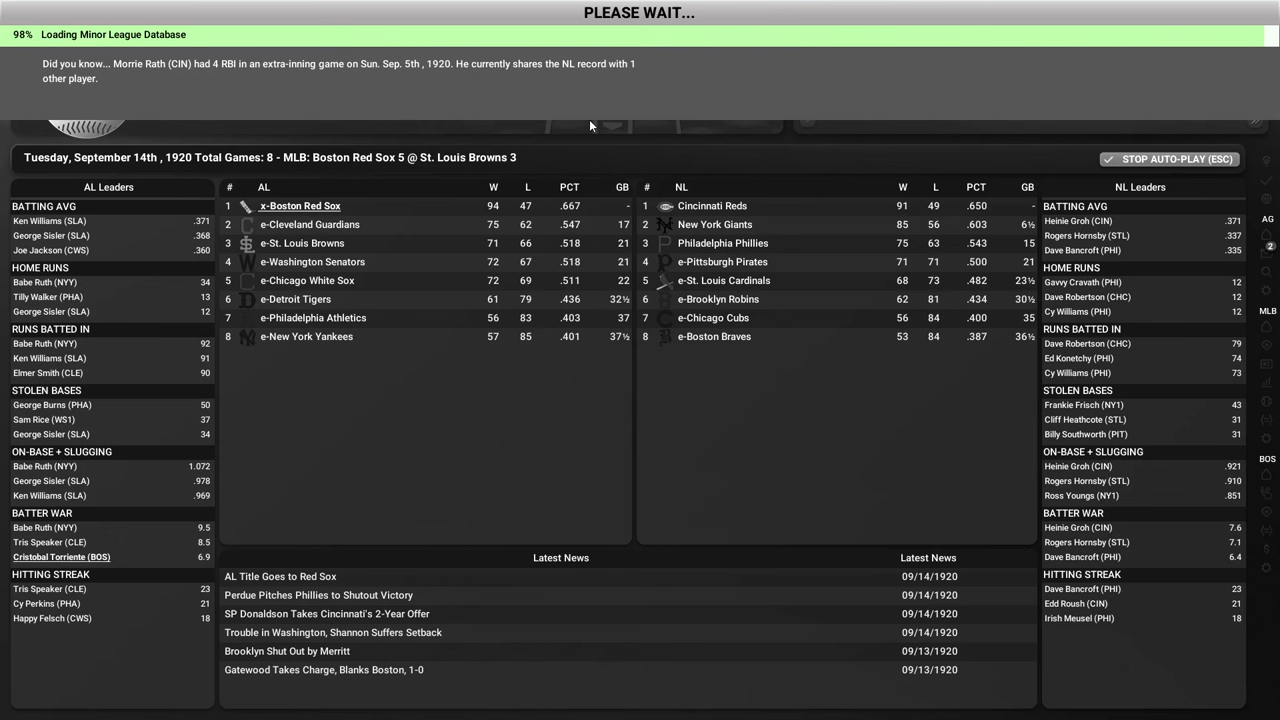 PLEASE WAIT...
98% Loading Minor League Database
Did you know... Morrie Rath (CIN) had 4 RBI in an extra-inning game on Sun. Sep. 5th , 1920. He currently shares the NL record with 1
other player.
Tuesday, September 14th , 1920 Total Games: 8 - MLB: Boston Red Sox 5 @ St. Louis Browns 3
STOP AUTO-PLAY (ESC)
AL Leaders
BATTING AVG
Ken Williams (SLA) .371
George Sisler (SLA) .368
Joe Jackson (CWS) .360
HOME RUNS
Babe Ruth (NYY) 34
Tilly Walker (PHA) 13
George Sisler (SLA) 12
RUNS BATTED IN
Babe Ruth (NYY) 92
Ken Williams (SLA) 91
Elmer Smith (CLE) 90
STOLEN BASES
George Burns (PHA) 50
Sam Rice (WS1) 37
George Sisler (SLA) 34
ON-BASE + SLUGGING
Babe Ruth (NYY) 1.072
George Sisler (SLA) .978
Ken Williams (SLA) .969
BATTER WAR
Babe Ruth (NYY) 9.5
Tris Speaker (CLE) 8.5
Cristobal Torriente (BOS) 6.9
HITTING STREAK
Tris Speaker (CLE) 23
Cy Perkins (PHA) 21
Happy Felsch (CWS) 18
# AL W L PCT GB
1 x-Boston Red Sox 94 47 .667 -
2 e-Cleveland Guardians 75 62 .547 17
3 e-St. Louis Browns 71 66 .518 21
4 e-Washington Senators 72 67 .518 21
5 e-Chicago White Sox 72 69 .511 22
6 e-Detroit Tigers 61 79 .436 32½
7 e-Philadelphia Athletics 56 83 .403 37
8 e-New York Yankees 57 85 .401 37½
# NL W L PCT GB
1 Cincinnati Reds 91 49 .650 -
2 New York Giants 85 56 .603 6½
3 Philadelphia Phillies 75 63 .543 15
4 e-Pittsburgh Pirates 71 71 .500 21
5 e-St. Louis Cardinals 68 73 .482 23½
6 e-Brooklyn Robins 62 81 .434 30½
7 e-Chicago Cubs 56 84 .400 35
8 e-Boston Braves 53 84 .387 36½
Latest News Latest News
AL Title Goes to Red Sox 09/14/1920
Perdue Pitches Phillies to Shutout Victory 09/14/1920
SP Donaldson Takes Cincinnati's 2-Year Offer 09/14/1920
Trouble in Washington, Shannon Suffers Setback 09/14/1920
Brooklyn Shut Out by Merritt 09/13/1920
Gatewood Takes Charge, Blanks Boston, 1-0 09/13/1920
NL Leaders
BATTING AVG
Heinie Groh (CIN) .371
Rogers Hornsby (STL) .337
Dave Bancroft (PHI) .335
HOME RUNS
Gavvy Cravath (PHI) 12
Dave Robertson (CHC) 12
Cy Williams (PHI) 12
RUNS BATTED IN
Dave Robertson (CHC) 79
Ed Konetchy (PHI) 74
Cy Williams (PHI) 73
STOLEN BASES
Frankie Frisch (NY1) 43
Cliff Heathcote (STL) 31
Billy Southworth (PIT) 31
ON-BASE + SLUGGING
Heinie Groh (CIN) .921
Rogers Hornsby (STL) .910
Ross Youngs (NY1) .851
BATTER WAR
Heinie Groh (CIN) 7.6
Rogers Hornsby (STL) 7.1
Dave Bancroft (PHI) 6.4
HITTING STREAK
Dave Bancroft (PHI) 23
Edd Roush (CIN) 21
Irish Meusel (PHI) 18
AG
2
MLB
BOS